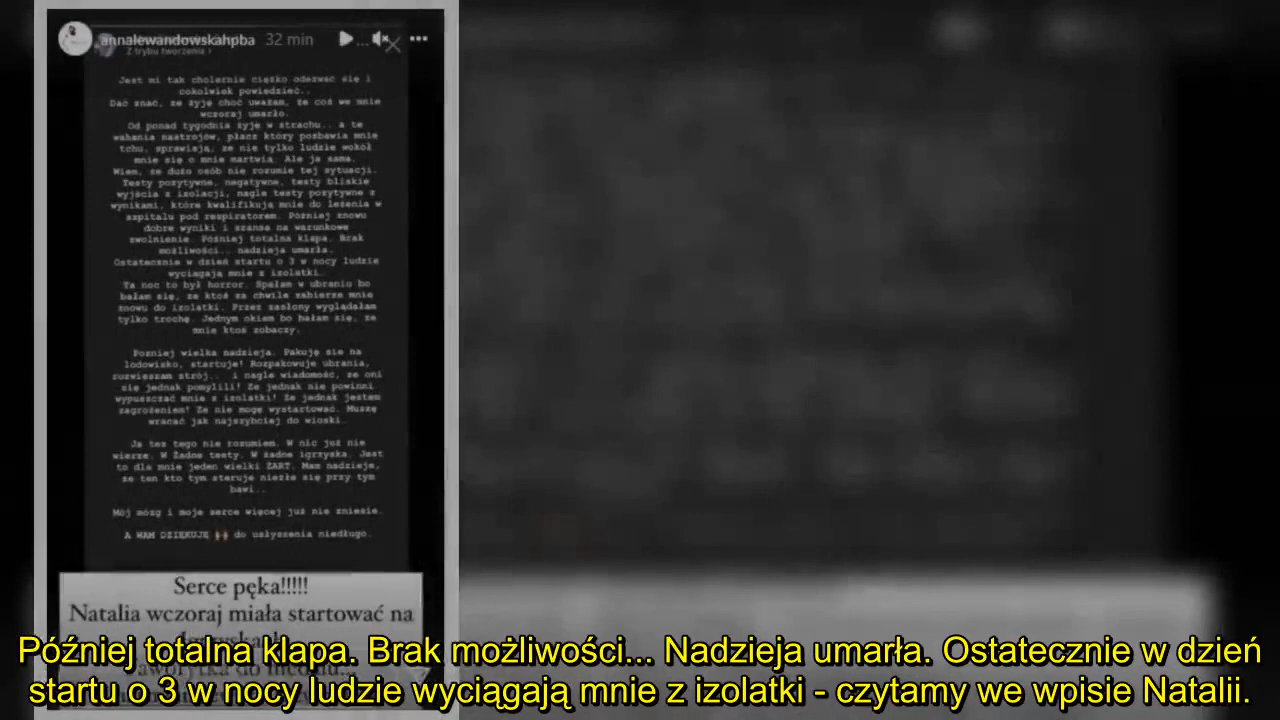 annalewandowskahpba 32 min
Z trybu tworzenia ›
Jest mi tak cholernie ciężko odezwać się i
cokolwiek powiedzieć..
Dać znać, że żyję choć uważam, że coś we mnie
wczoraj umarło.
Od ponad tygodnia żyję w strachu.. a te
wahania nastrojów, płacz który pozbawia mnie
tchu, sprawiają, że nie tylko ludzie wokół
mnie się o mnie martwią. Ale ja sama.
Wiem, że dużo osób nie rozumie tej sytuacji.
Testy pozytywne, negatywne, testy bliskie
wyjścia z izolacji, nagle testy pozytywne z
wynikami, które kwalifikują mnie do leżenia w
szpitalu pod respiratorem. Później znowu
dobre wyniki i szansa na warunkowe
zwolnienie. Później totalna klapa. Brak
możliwości.. nadzieja umarła.
Ostatecznie w dzień startu o 3 w nocy ludzie
wyciągają mnie z izolatki.
Ta noc to był horror. Spałam w ubraniu bo
bałam się, że ktoś za chwile zabierze mnie
znowu do izolatki. Przez zasłony wyglądałam
tylko trochę. Jednym okiem bo bałam się, że
mnie ktoś zobaczy.
Pozniej wielka nadzieja. Pakuję się na
lodowisko, startuje! Rozpakowuje ubrania,
rozwieszam strój.. i nagle wiadomość, że oni
się jednak pomylili! Że jednak nie powinni
wypuszczać mnie z izolatki! Że jednak jestem
zagrożeniem! Że nie mogę wystartować. Muszę
wracać jak najszybciej do wioski.
Ja też tego nie rozumiem. W nic już nie
wierzę. W Żadne testy. W żadne igrzyska. Jest
to dla mnie jeden wielki ŻART. Mam nadzieję,
że ten kto tym steruje nieźle się przy tym
bawi..
Mój mózg i moje serce więcej już nie zniesie.
A WAM DZIĘKUJĘ do usłyszenia niedługo.
Serce pęka!!!!!
Natalia wczoraj miała startować na
Później totalna klapa. Brak możliwości... Nadzieja umarła. Ostatecznie w dzień
startu o 3 w nocy ludzie wyciągają mnie z izolatki - czytamy we wpisie Natalii.